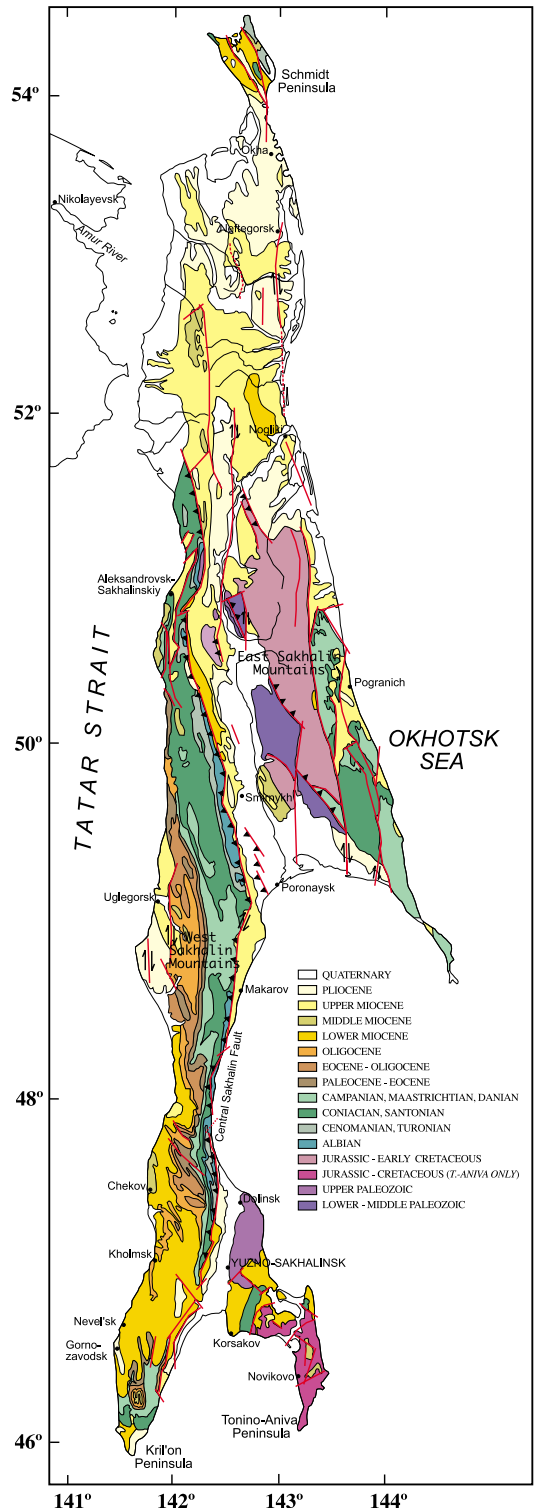 54º
Schmidt
Peninsula
Okha
Nikolayevsk
Amur River
Neftegorsk
52º
Nogliki
Aleksandrovsk-
Sakhalinskiy
East Sakhalin
Mountains
Pogranich
TATAR STRAIT
OKHOTSK
SEA
50º
Smirnykh
Poronaysk
Uglegorsk
West
Sakhalin
Mountains
Makarov
QUATERNARY
PLIOCENE
UPPER MIOCENE
MIDDLE MIOCENE
LOWER MIOCENE
OLIGOCENE
EOCENE - OLIGOCENE
PALEOCENE - EOCENE
CAMPANIAN, MAASTRICHTIAN, DANIAN
CONIACIAN, SANTONIAN
CENOMANIAN, TURONIAN
ALBIAN
JURASSIC - EARLY CRETACEOUS
JURASSIC - CRETACEOUS (T.-ANIVA ONLY)
UPPER PALEOZOIC
LOWER - MIDDLE PALEOZOIC
Central Sakhalin Fault
48º
Chekov
Dolinsk
Kholmsk
YUZNO-SAKHALINSK
Nevel'sk
Gorno-
zavodsk
Korsakov
Novikovo
Tonino-Aniva
Peninsula
46º
Kril'on
Peninsula
141º
142º
143º
144º